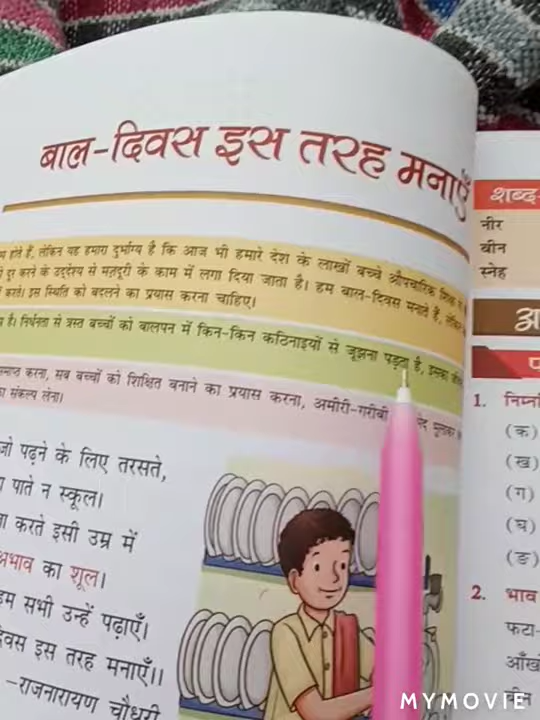 बाल-दिवस इस तरह मनाएँ
होते हैं, लेकिन यह हमारा दुर्भाग्य है कि आज भी हमारे देश के लाखों बच्चे औपचारिक
दूर करने के उद्देश्य से मज़दूरी के काम में लगा दिया जाता है। हम बाल-दिवस मनाते हैं,
करते। इस स्थिति को बदलने का प्रयास करना चाहिए।
है। निर्धनता से त्रस्त बच्चों को बालपन में किन-किन कठिनाइयों से जूझना पड़ता है,
समाप्त करना, सब बच्चों को शिक्षित बनाने का प्रयास करना, अमीरी-गरीबी
संकल्प लेना।
जो पढ़ने के लिए तरसते,
पाते न स्कूल।
करते इसी उम्र में
अभाव का शूल।
हम सभी उन्हें पढ़ाएँ।
दिवस इस तरह मनाएँ।।
-राजनारायण चौधरी
शब्द-
नीर
बीन
स्नेह
1.
(क)
(ख)
(ग)
(घ)
(ङ)
2. भाव
फटा-
MYMOVIE